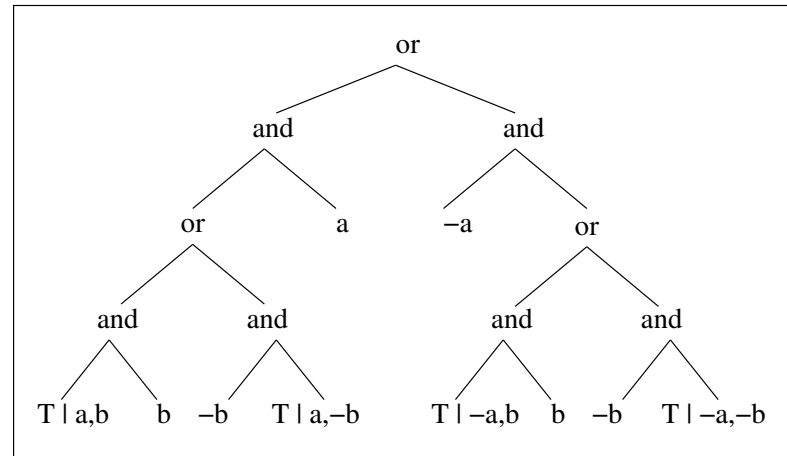 or
and and
or a −a or
and and and and
T | a,b b −b T | a,−b T | −a,b b −b T | −a,−b